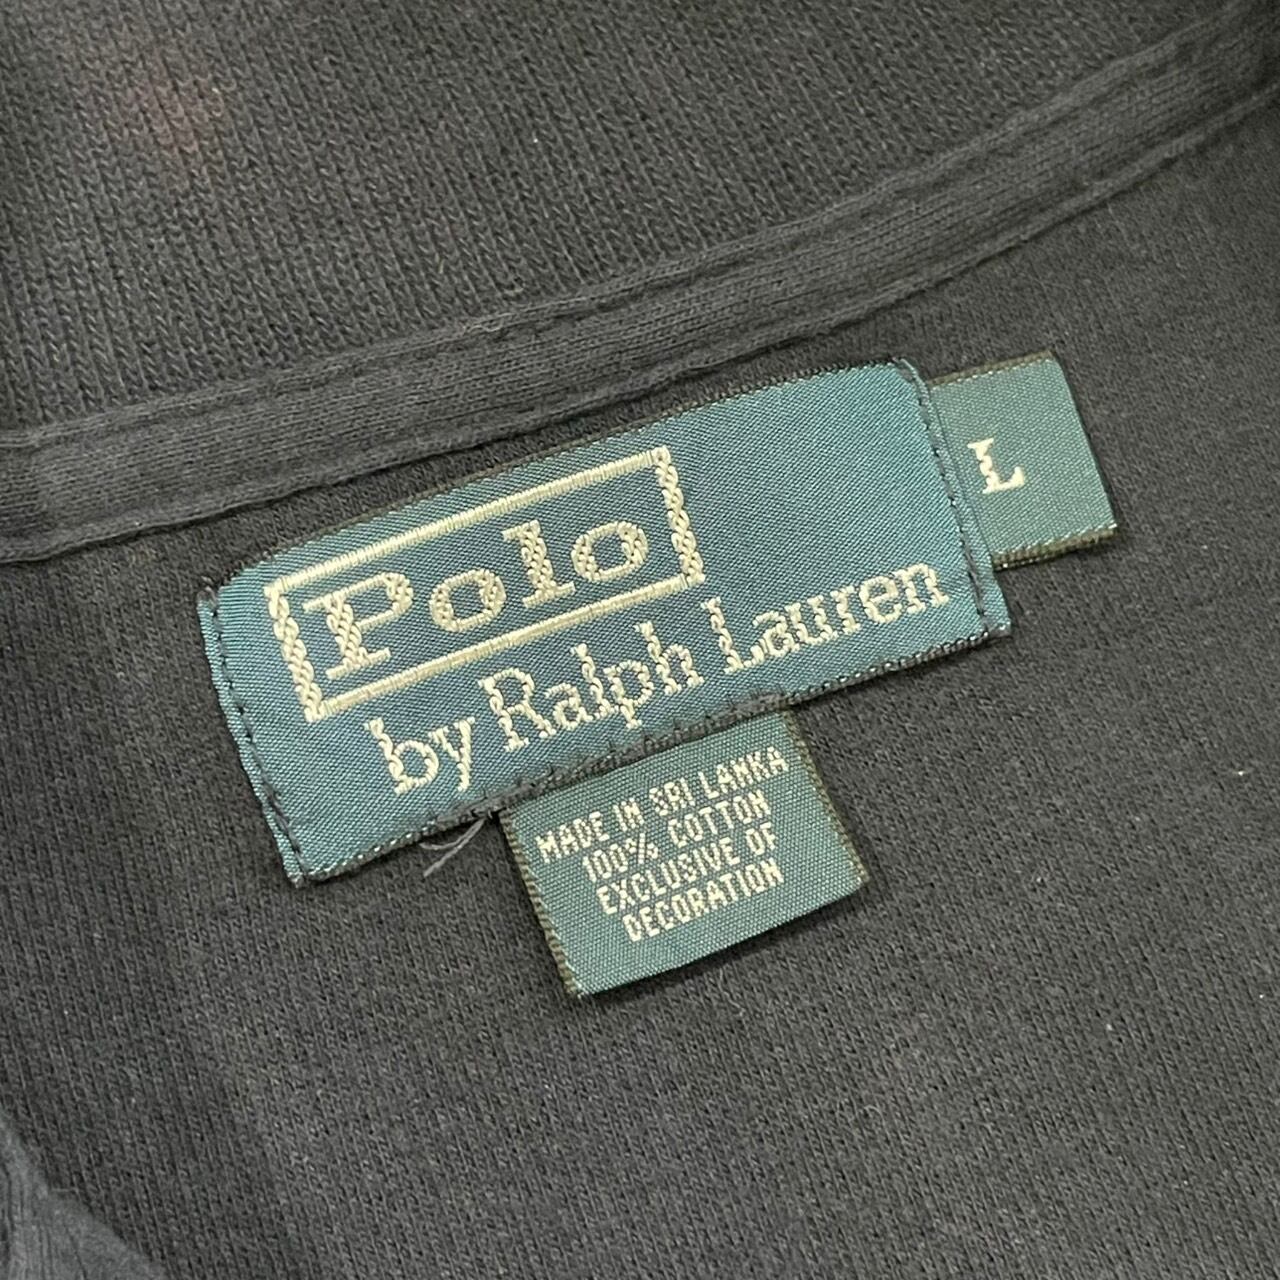 Polo
by Ralph Lauren
L
MADE IN SRI LANKA
100% COTTON
EXCLUSIVE OF
DECORATION